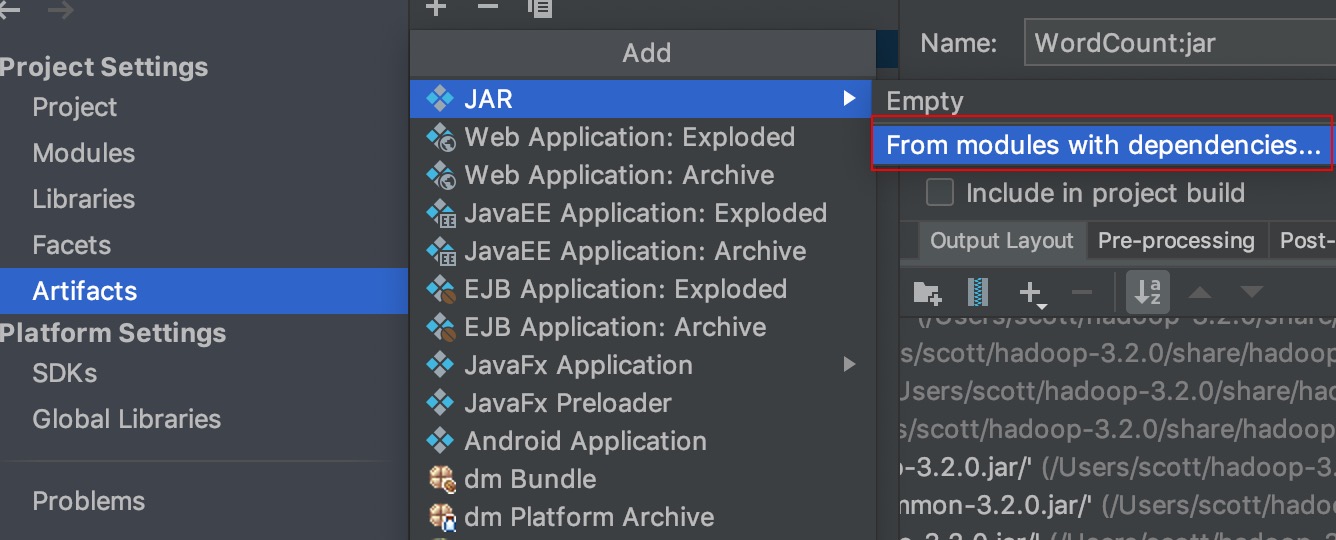 Project Settings
Project
Modules
Libraries
Facets
Artifacts
Platform Settings
SDKs
Global Libraries
Problems
Add
JAR
Web Application: Exploded
Web Application: Archive
JavaEE Application: Exploded
JavaEE Application: Archive
EJB Application: Exploded
EJB Application: Archive
JavaFx Application
JavaFx Preloader
Android Application
dm Bundle
dm Platform Archive
Name: WordCount:jar
Empty
From modules with dependencies...
Include in project build
Output Layout Pre-processing Post-
(/Users/scott/hadoop-3.2.0/share/
s/scott/hadoop-3.2.0/share/hadoop
Users/scott/hadoop-3.2.0/share/had
s/scott/hadoop-3.2.0/share/hadoop
-3.2.0.jar/' (/Users/scott/hadoop-3
mmon-3.2.0.jar/' (/Users/scott/had